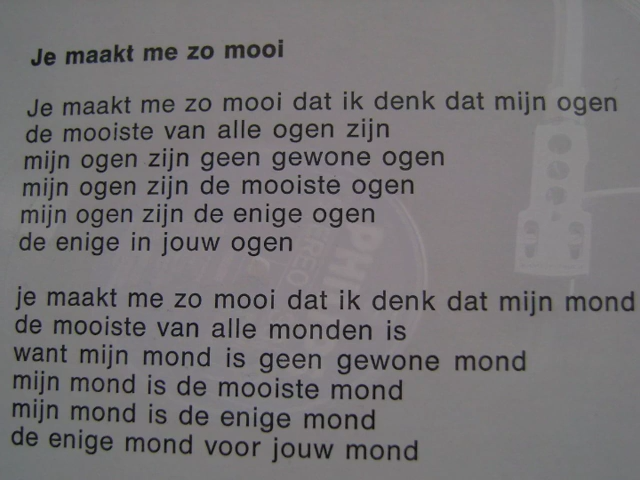 Je maakt me zo mooi
Je maakt me zo mooi dat ik denk dat mijn ogen
de mooiste van alle ogen zijn
mijn ogen zijn geen gewone ogen
mijn ogen zijn de mooiste ogen
mijn ogen zijn de enige ogen
de enige in jouw ogen
je maakt me zo mooi dat ik denk dat mijn mond
de mooiste van alle monden is
want mijn mond is geen gewone mond
mijn mond is de mooiste mond
mijn mond is de enige mond
de enige mond voor jouw mond